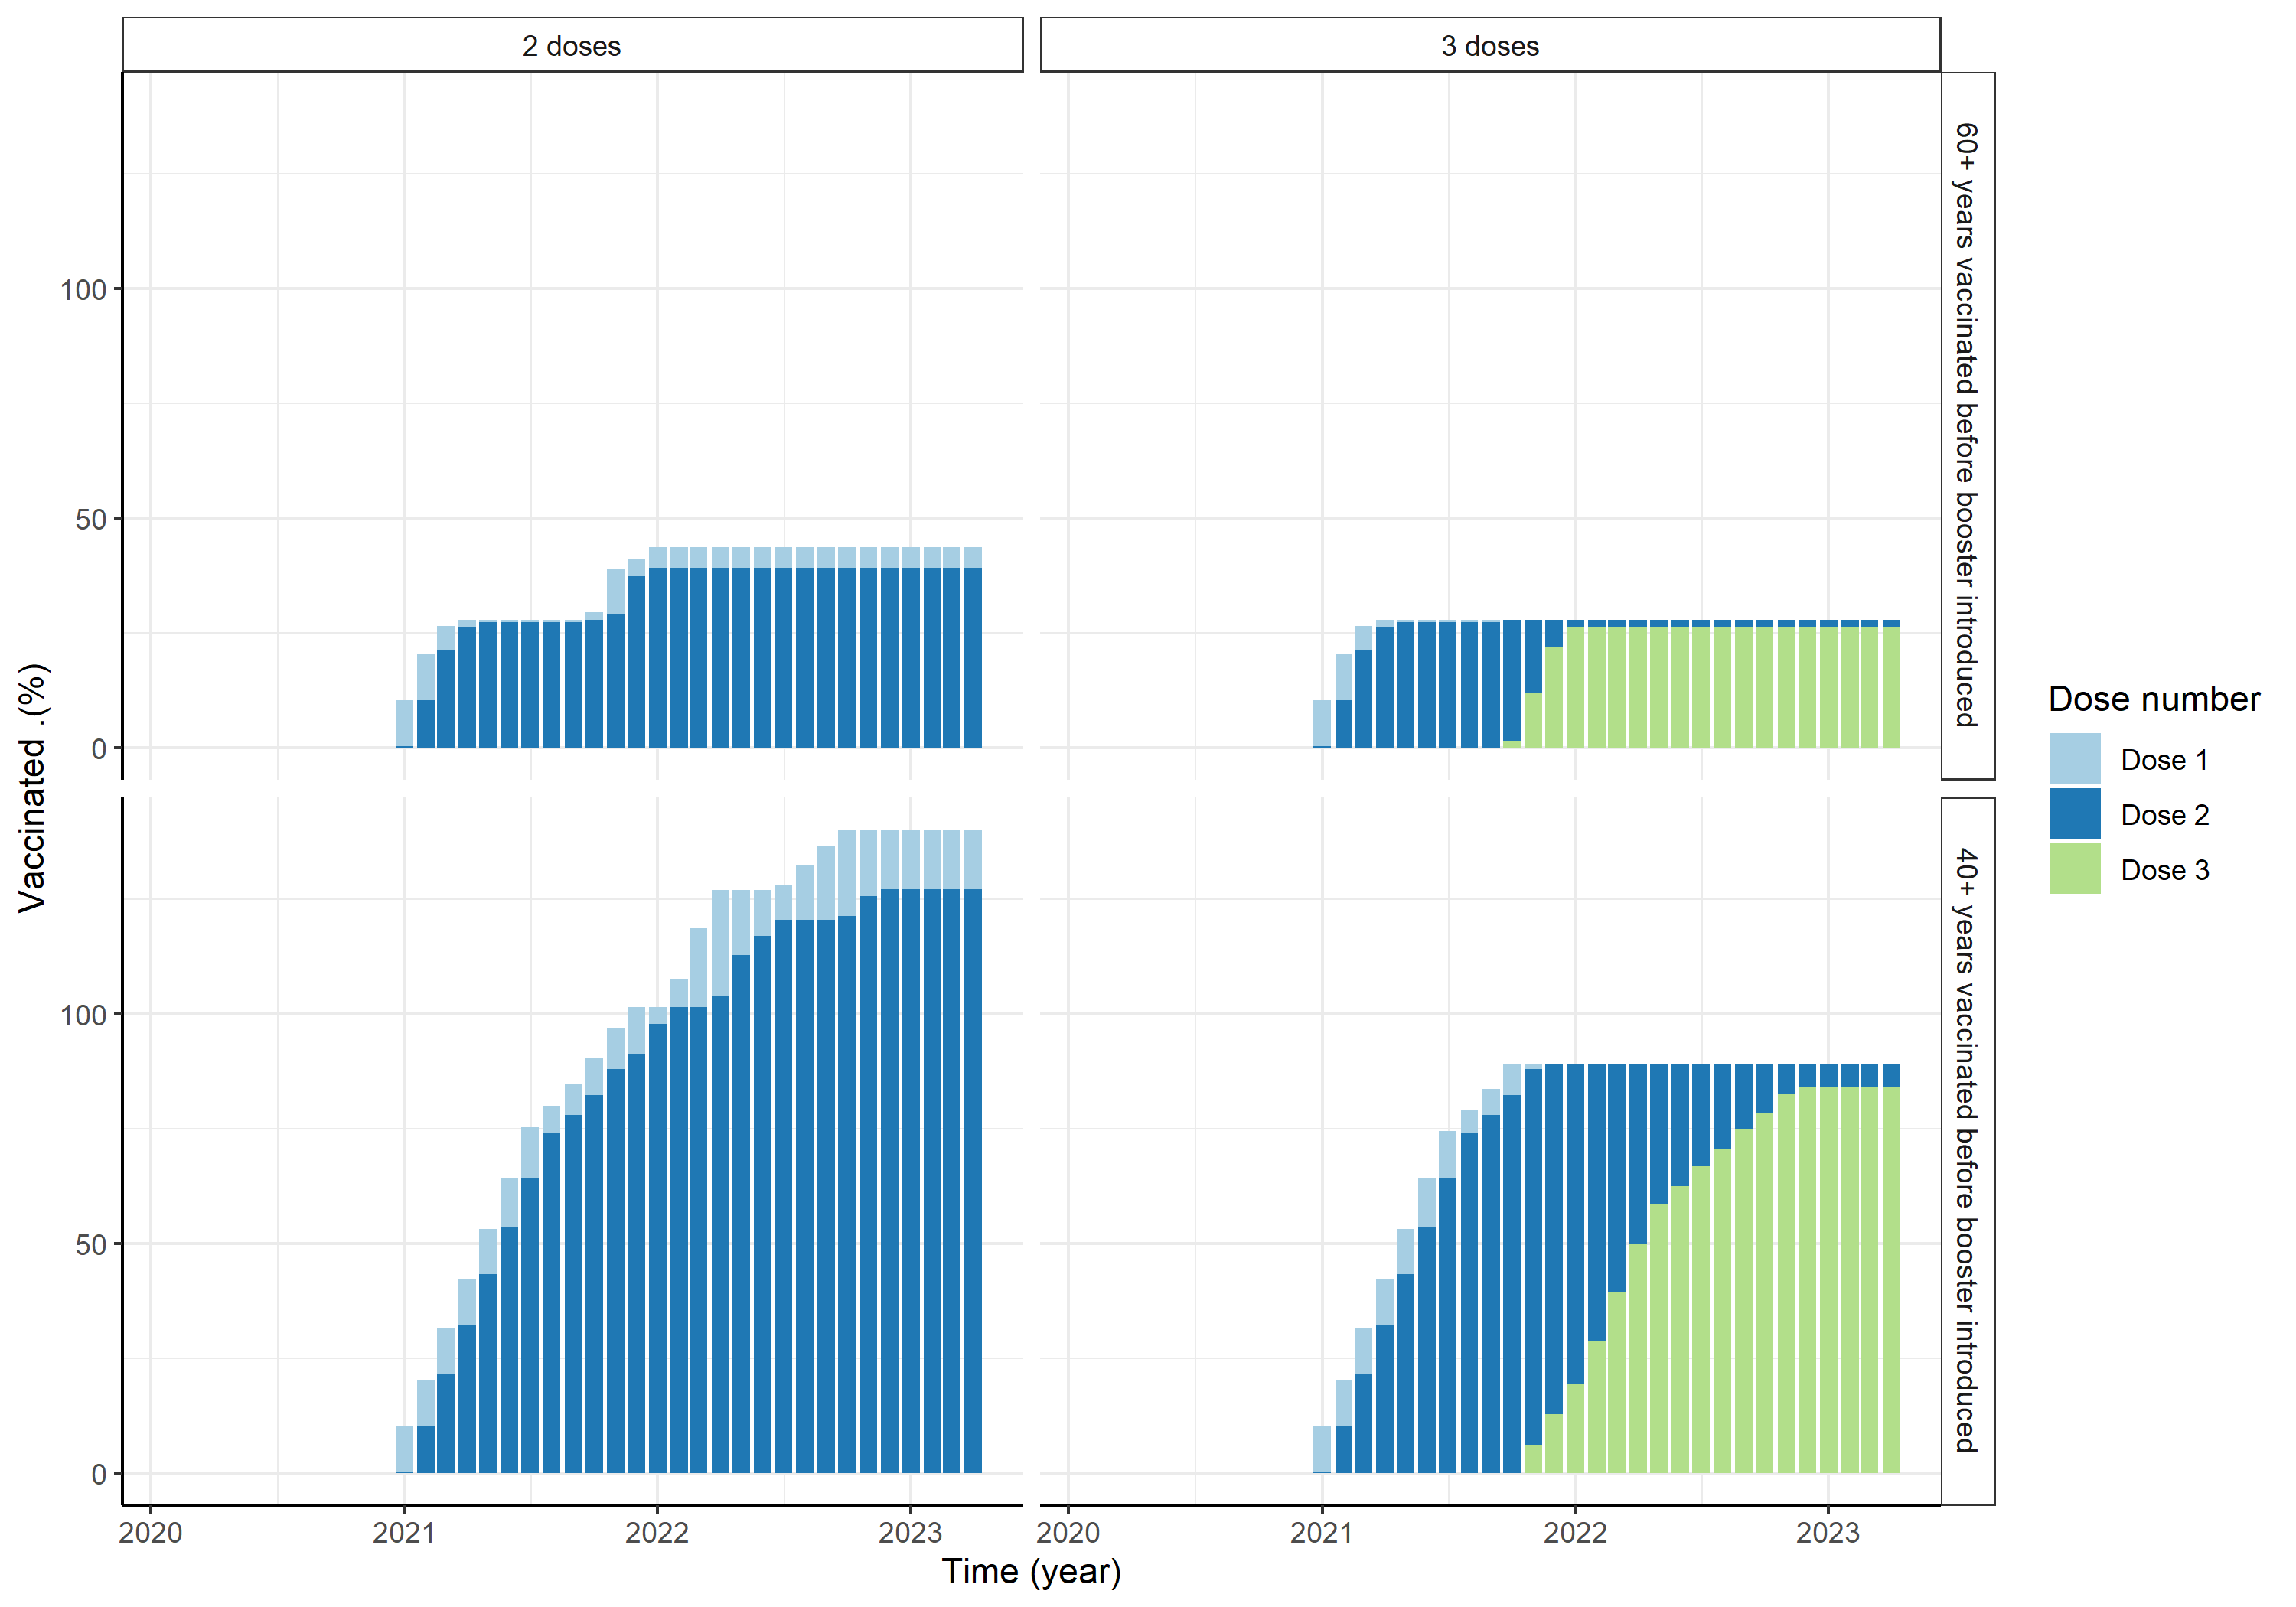 2 doses
3 doses
60+ years vaccinated before booster introduced
40+ years vaccinated before booster introduced
Vaccinated .(%)
100
50
0
100
50
0
2020
2021
2022
2023
2020
2021
2022
2023
Time (year)
Dose number
Dose 1
Dose 2
Dose 3